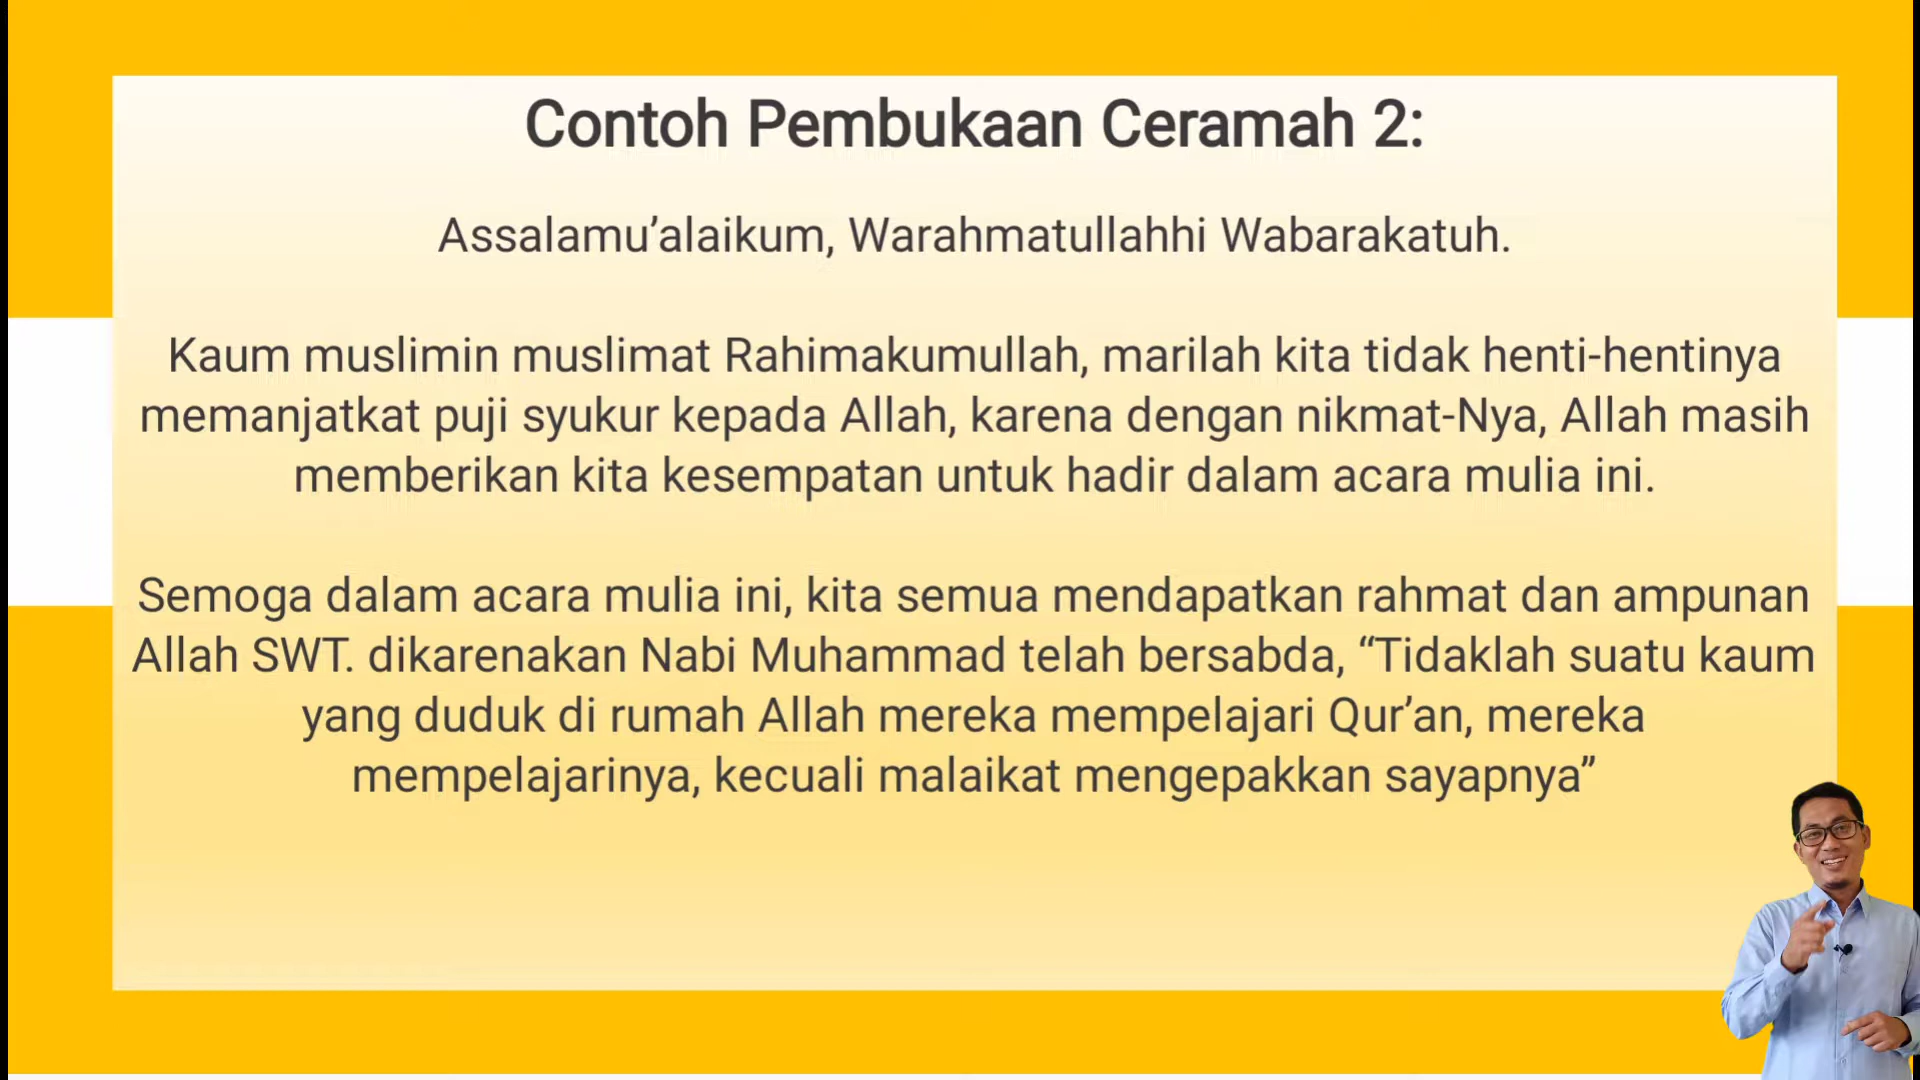 Contoh Pembukaan Ceramah 2:
Assalamu’alaikum, Warahmatullahhi Wabarakatuh.
Kaum muslimin muslimat Rahimakumullah, marilah kita tidak henti-hentinya
memanjatkat puji syukur kepada Allah, karena dengan nikmat-Nya, Allah masih
memberikan kita kesempatan untuk hadir dalam acara mulia ini.
Semoga dalam acara mulia ini, kita semua mendapatkan rahmat dan ampunan
Allah SWT. dikarenakan Nabi Muhammad telah bersabda, “Tidaklah suatu kaum
yang duduk di rumah Allah mereka mempelajari Qur’an, mereka
mempelajarinya, kecuali malaikat mengepakkan sayapnya”